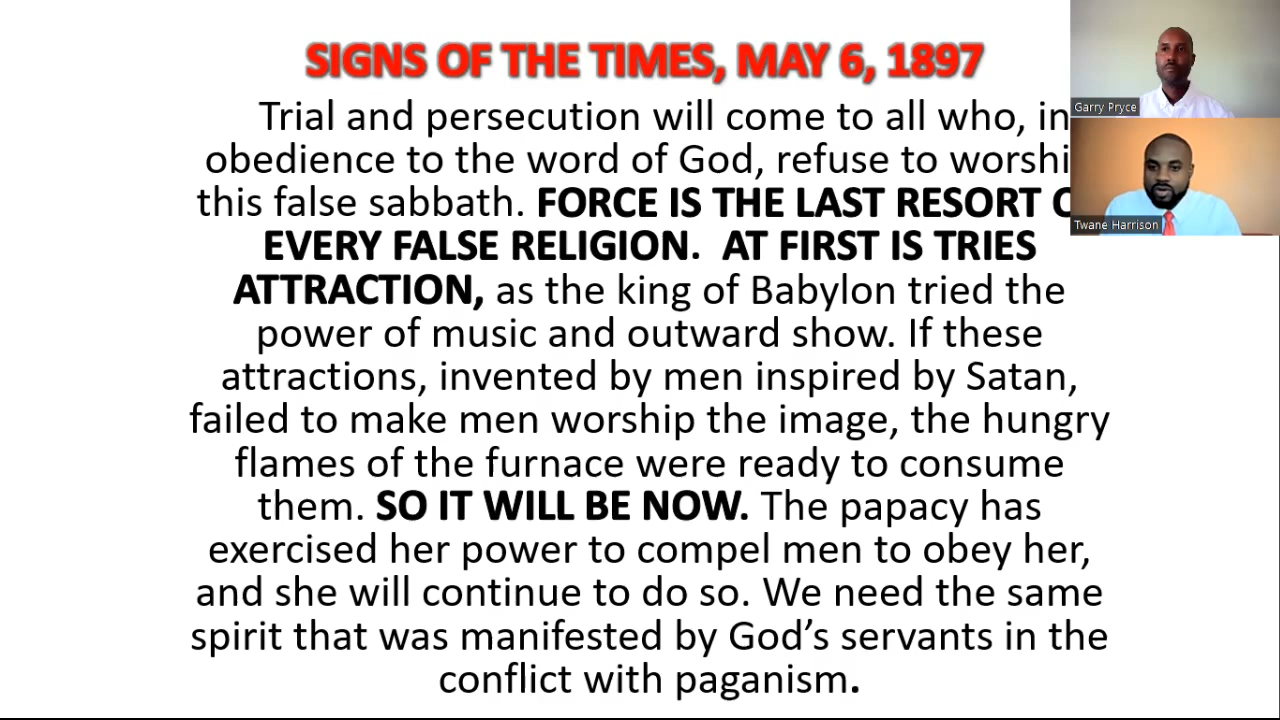 SIGNS OF THE TIMES, MAY 6, 1897
Trial and persecution will come to all who, in
obedience to the word of God, refuse to worshi
this false sabbath. FORCE IS THE LAST RESORT
EVERY FALSE RELIGION.  AT FIRST IS TRIES
ATTRACTION, as the king of Babylon tried the
power of music and outward show. If these
attractions, invented by men inspired by Satan,
failed to make men worship the image, the hungry
flames of the furnace were ready to consume
them. SO IT WILL BE NOW. The papacy has
exercised her power to compel men to obey her,
and she will continue to do so. We need the same
spirit that was manifested by God’s servants in the
conflict with paganism.
Garry Pryce
Twane Harrison